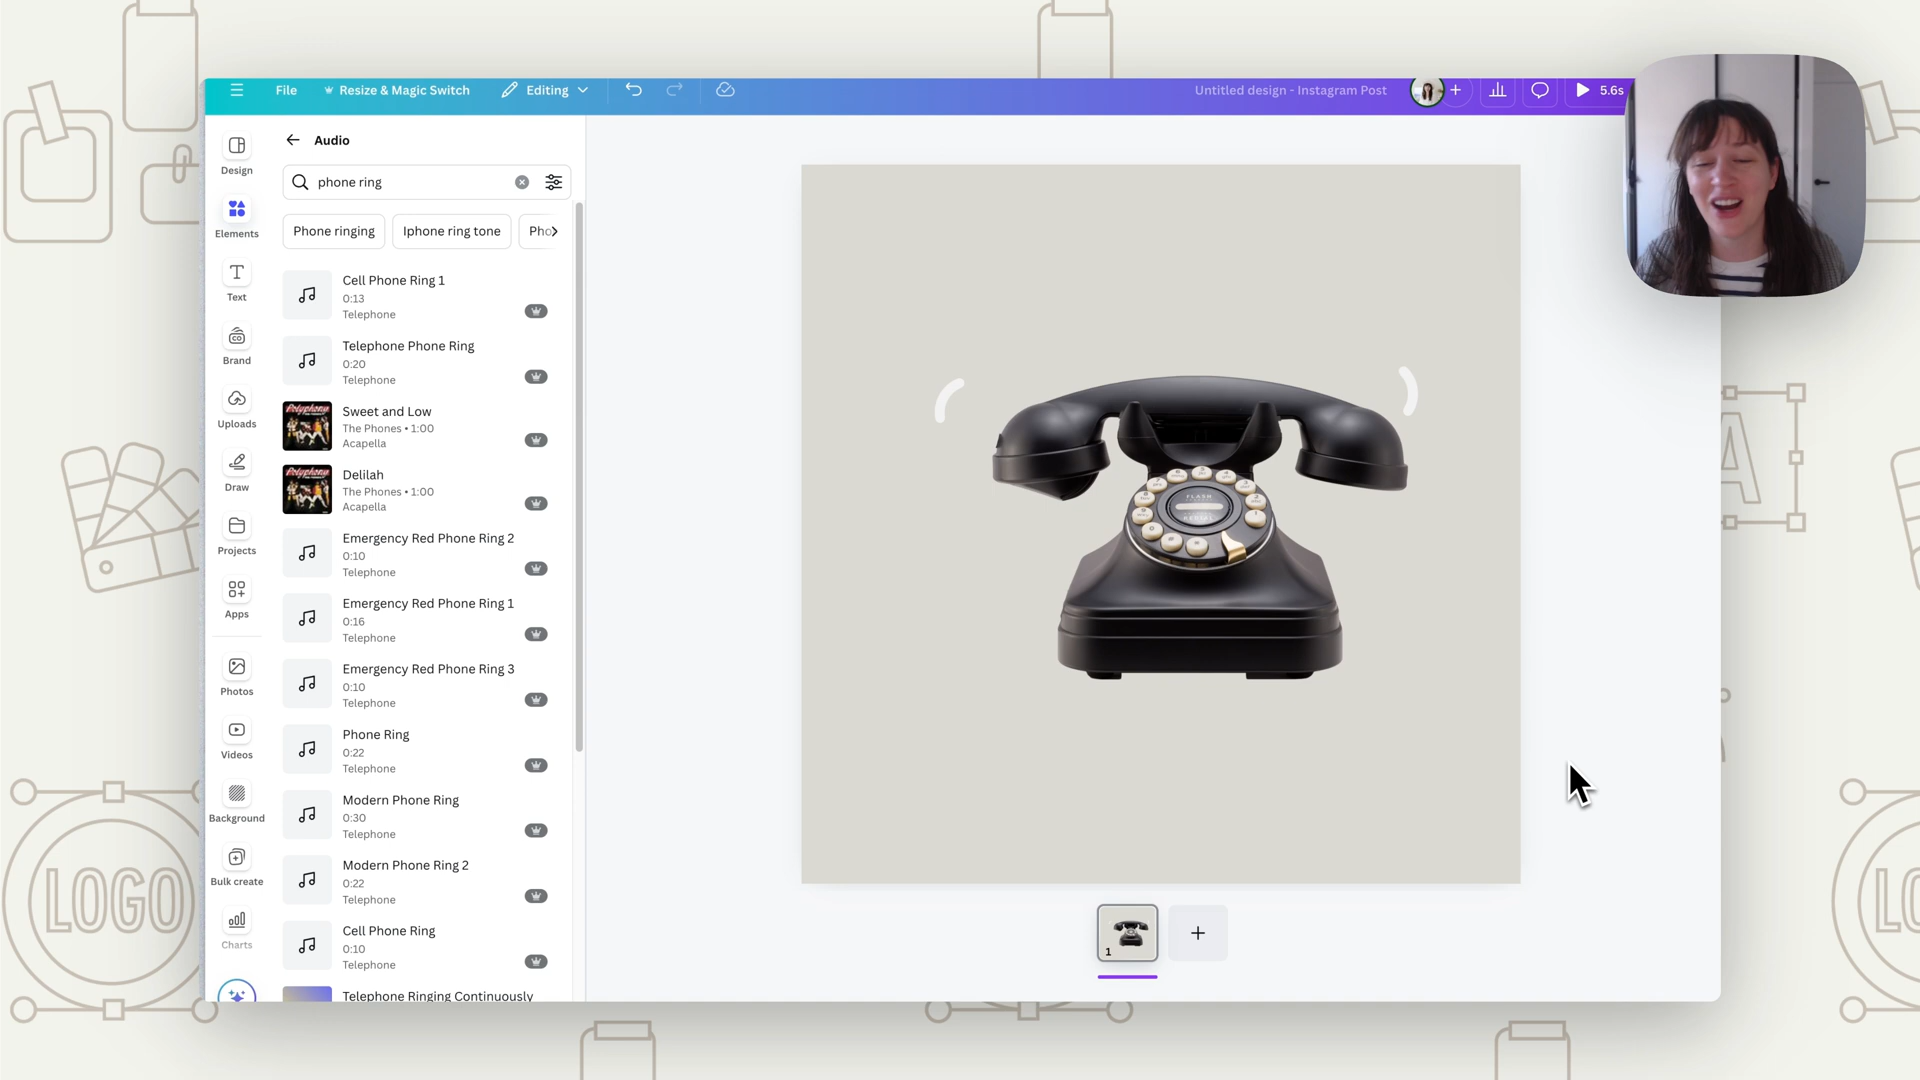 File
Resize & Magic Switch
Editing
Untitled design - Instagram Post
5.6s
Design
Elements
Text
Brand
Uploads
Draw
Projects
Apps
Photos
Videos
Background
Bulk create
Charts
Audio
phone ring
Phone ringing
Iphone ring tone
Pho
Cell Phone Ring 1
0:13
Telephone
Telephone Phone Ring
0:20
Telephone
Polyphony
Sweet and Low
The Phones • 1:00
Acapella
Polyphony
Delilah
The Phones • 1:00
Acapella
Emergency Red Phone Ring 2
0:10
Telephone
Emergency Red Phone Ring 1
0:16
Telephone
Emergency Red Phone Ring 3
0:10
Telephone
Phone Ring
0:22
Telephone
Modern Phone Ring
0:30
Telephone
Modern Phone Ring 2
0:22
Telephone
Cell Phone Ring
0:10
Telephone
Telephone Ringing Continuously
FLASH
1
LOGO
LO
A